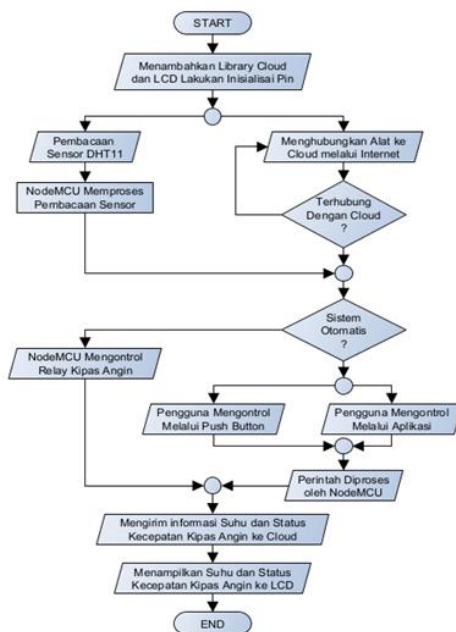 START
Menambahkan Library Cloud
dan LCD Lakukan Inisialisai Pin
Pembacaan
Sensor DHT11
Menghubungkan Alat ke
Cloud melalui Internet
NodeMCU Memproses
Pembacaan Sensor
Terhubung
Dengan Cloud
?
Sistem
Otomatis
?
NodeMCU Mengontrol
Relay Kipas Angin
Pengguna Mengontrol
Melalui Push Button
Pengguna Mengontrol
Melalui Aplikasi
Perintah Diproses
oleh NodeMCU
Mengirim informasi Suhu dan Status
Kecepatan Kipas Angin ke Cloud
Menampilkan Suhu dan Status
Kecepatan Kipas Angin ke LCD
END